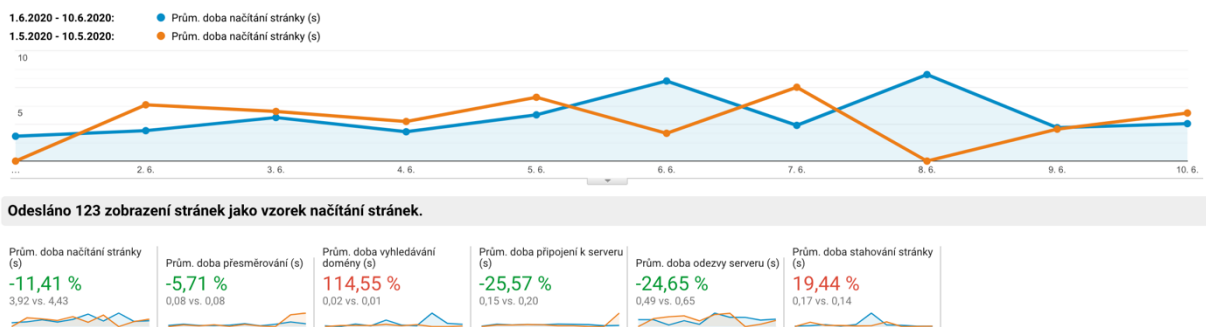 1.6.2020 - 10.6.2020: Prům. doba načítání stránky (s)
1.5.2020 - 10.5.2020: Prům. doba načítání stránky (s)
10
5
... 2. 6. 3. 6. 4. 6. 5. 6. 6. 6. 7. 6. 8. 6. 9. 6. 10. 6.
Odesláno 123 zobrazení stránek jako vzorek načítání stránek.
Prům. doba načítání stránky
(s)
-11,41 %
3,92 vs. 4,43
Prům. doba přesměrování (s)
-5,71 %
0,08 vs. 0,08
Prům. doba vyhledávání
domény (s)
114,55 %
0,02 vs. 0,01
Prům. doba připojení k serveru
(s)
-25,57 %
0,15 vs. 0,20
Prům. doba odezvy serveru (s)
-24,65 %
0,49 vs. 0,65
Prům. doba stahování stránky
(s)
19,44 %
0,17 vs. 0,14